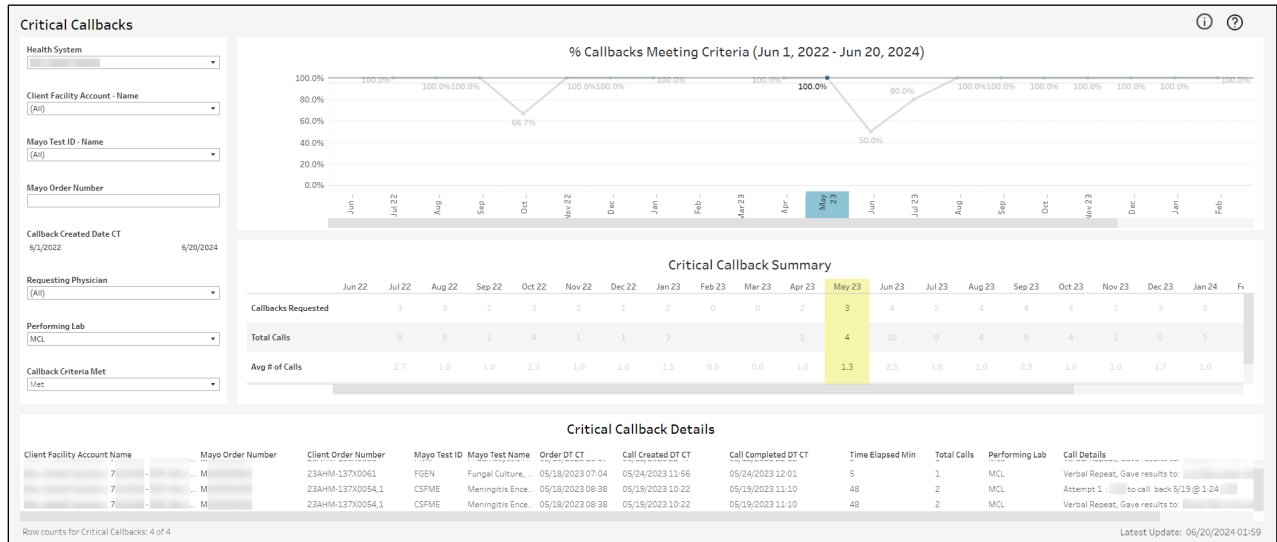 Critical Callbacks
Health System
Client Facility Account - Name
(All)
Mayo Test ID - Name
(All)
Mayo Order Number
Callback Created Date CT
6/1/2022 6/20/2024
Requesting Physician
(All)
Performing Lab
MCL
Callback Criteria Met
Met
% Callbacks Meeting Criteria (Jun 1, 2022 - Jun 20, 2024)
100.0%
80.0%
60.0%
40.0%
20.0%
0.0%
100.0% 100.0% 100.0% 66.7% 100.0% 100.0% 100.0% 100.0% 100.0% 50.0% 80.0% 100.0% 100.0% 100.0% 100.0% 100.0% 100.0% 100.0%
Jun .. Jul 22 Aug .. Sep .. Oct .. Nov 22 Dec .. Jan .. Feb .. Mar 23 Apr .. May 23 Jun .. Jul 23 Aug .. Sep .. Oct .. Nov 23 Dec .. Jan .. Feb ..
Critical Callback Summary
Jun 22 Jul 22 Aug 22 Sep 22 Oct 22 Nov 22 Dec 22 Jan 23 Feb 23 Mar 23 Apr 23 May 23 Jun 23 Jul 23 Aug 23 Sep 23 Oct 23 Nov 23 Dec 23 Jan 24
Callbacks Requested 3 3 1 3 1 1 2 0 0 2 3 4 5 4 4 4 1 3 5
Total Calls 8 3 1 4 1 1 3 2 4 10 9 4 9 4 1 5 5
Avg # of Calls 2.7 1.0 1.0 1.3 1.0 1.0 1.5 0.0 0.0 1.0 1.3 2.5 1.8 1.0 2.3 1.0 1.0 1.7 1.0
Critical Callback Details
Client Facility Account Name Mayo Order Number Client Order Number Mayo Test ID Mayo Test Name Order DT CT Call Created DT CT Call Completed DT CT Time Elapsed Min Total Calls Performing Lab Call Details
7 - .. M 23AHM-137X0061 FGEN Fungal Culture, .. 05/18/2023 07:04 05/24/2023 11:56 05/24/2023 12:01 5 1 MCL Verbal Repeat, Gave results to:
7 - .. M 23AHM-137X0054,1 CSFME Meningitis Ence.. 05/18/2023 08:38 05/19/2023 10:22 05/19/2023 11:10 48 2 MCL Attempt 1 : to call back 5/19 @ 1:24
7 - .. M 23AHM-137X0054,1 CSFME Meningitis Ence.. 05/18/2023 08:38 05/19/2023 10:22 05/19/2023 11:10 48 2 MCL Verbal Repeat, Gave results to:
Row counts for Critical Callbacks: 4 of 4
Latest Update: 06/20/2024 01:59